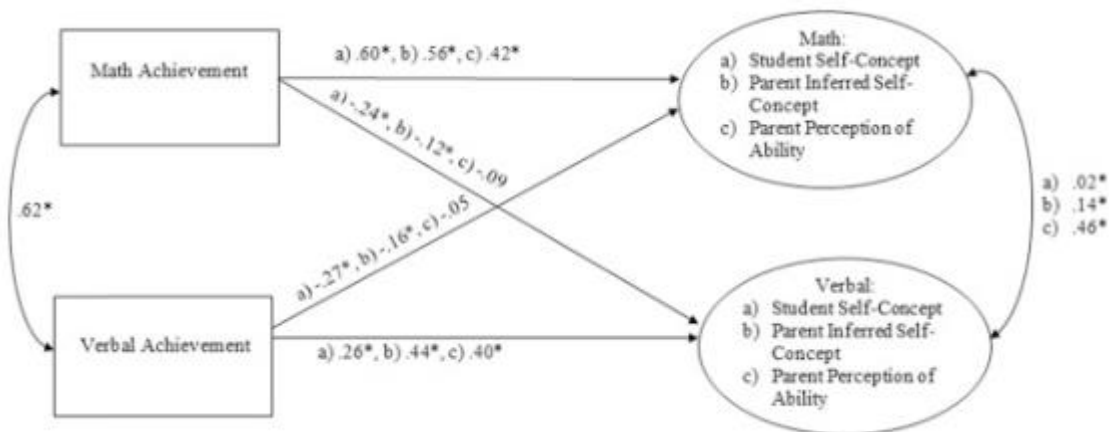 Math Achievement
a) .60*, b) .56*, c) .42*
Math:
a) Student Self-Concept
b) Parent Inferred Self-
Concept
c) Parent Perception of
Ability
a) -.24*, b) -.12*, c) -.09
.62*
a) .02*
b) .14*
c) .46*
a) -.27*, b) -.16*, c) -.05
Verbal Achievement
a) .26*, b) .44*, c) .40*
Verbal:
a) Student Self-Concept
b) Parent Inferred Self-
Concept
c) Parent Perception of
Ability